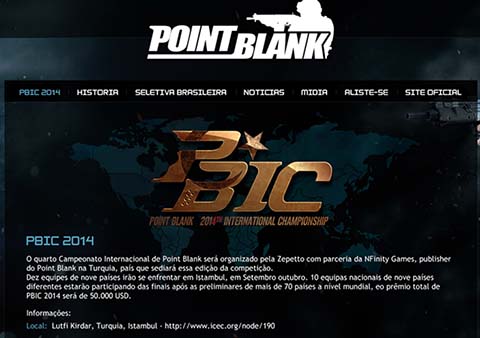 POINT BLANK
PBIC 2014 HISTORIA SELETIVA BRASILEIRA NOTICIAS MIDIA ALISTE-SE SITE OFICIAL
PBIC
POINT BLANK 2014TH INTERNATIONAL CHAMPIONSHIP
PBIC 2014
O quarto Campeonato Internacional de Point Blank será organizado pela Zepetto com parceria da NFinity Games, publisher
do Point Blank na Turquia, país que sediará essa edição da competição.
Dez equipes de nove países irão se enfrentar em Istambul, em Setembro outubro. 10 equipas nacionais de nove países
diferentes estarão participando das finais após as preliminares de mais de 70 países a nível mundial, eo prêmio total de
PBIC 2014 será de 50.000 USD.
Informações:
Local: Lutfi Kirdar, Turquia, Istambul - http://www.icec.org/node/190